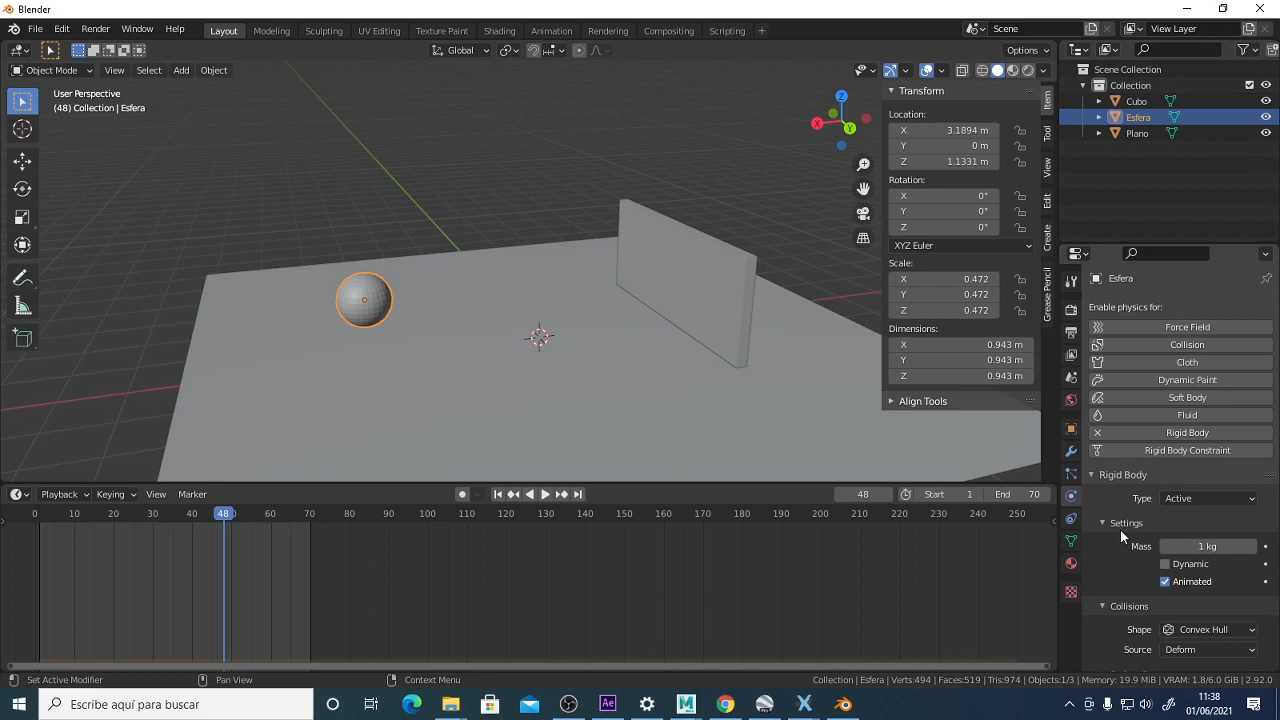 Blender
File Edit Render Window Help
Layout Modeling Sculpting UV Editing Texture Paint Shading Animation Rendering Compositing Scripting +
Scene
View Layer
Global
Options
Object Mode View Select Add Object
User Perspective
(48) Collection | Esfera
Z
X
Y
Transform
Location:
X 3.1894 m
Y 0 m
Z 1.1331 m
Rotation:
X 0°
Y 0°
Z 0°
XYZ Euler
Scale:
X 0.472
Y 0.472
Z 0.472
Dimensions:
X 0.943 m
Y 0.943 m
Z 0.943 m
Align Tools
Item
Tool
View
Edit
Create
Grease Pencil
Scene Collection
Collection
Cubo
Esfera
Plano
Esfera
Enable physics for:
Force Field
Collision
Cloth
Dynamic Paint
Soft Body
Fluid
Rigid Body
Rigid Body Constraint
Rigid Body
Type Active
Settings
Mass 1 kg
Dynamic
Animated
Collisions
Shape Convex Hull
Source Deform
Playback Keying View Marker
48 Start 1 End 70
0 10 20 30 40 48 60 70 80 90 100 110 120 130 140 150 160 170 180 190 200 210 220 230 240 250
Set Active Modifier Pan View Context Menu
Collection | Esfera | Verts:494 | Faces:519 | Tris:974 | Objects:1/3 | Memory: 19.9 MiB | VRAM: 1.8/6.0 GiB | 2.92.0
Escribe aquí para buscar
Ae
M
11:38
01/06/2021